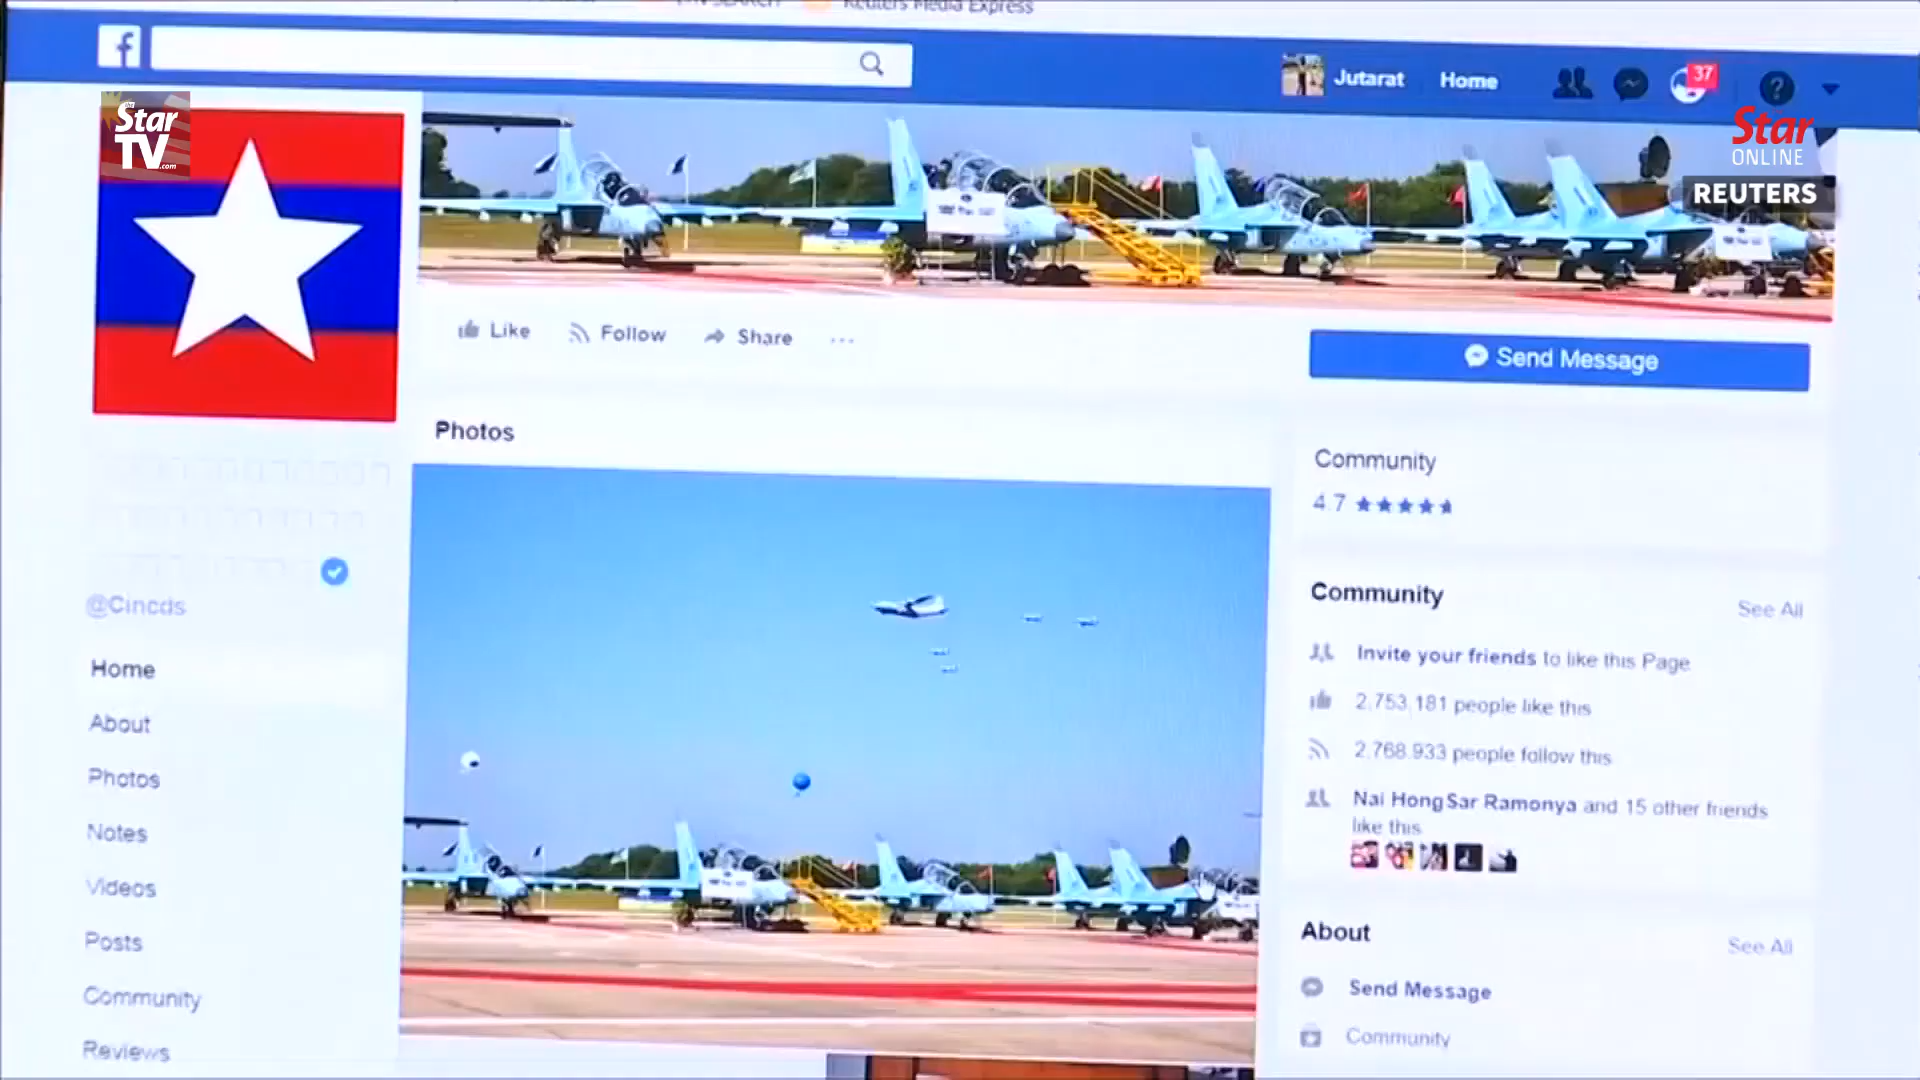 Reuters Media Express
f
Jutarat
Home
37
?
the Star
TV.com
Star
ONLINE
REUTERS
Like
Follow
Share
...
Send Message
Photos
Community
4.7
@Cincds
Community
See All
Invite your friends to like this Page
2,753,181 people like this
2,768,933 people follow this
Nai HongSar Ramonya and 15 other friends
like this
Home
About
Photos
Notes
Videos
Posts
Community
Reviews
About
See All
Send Message
Community